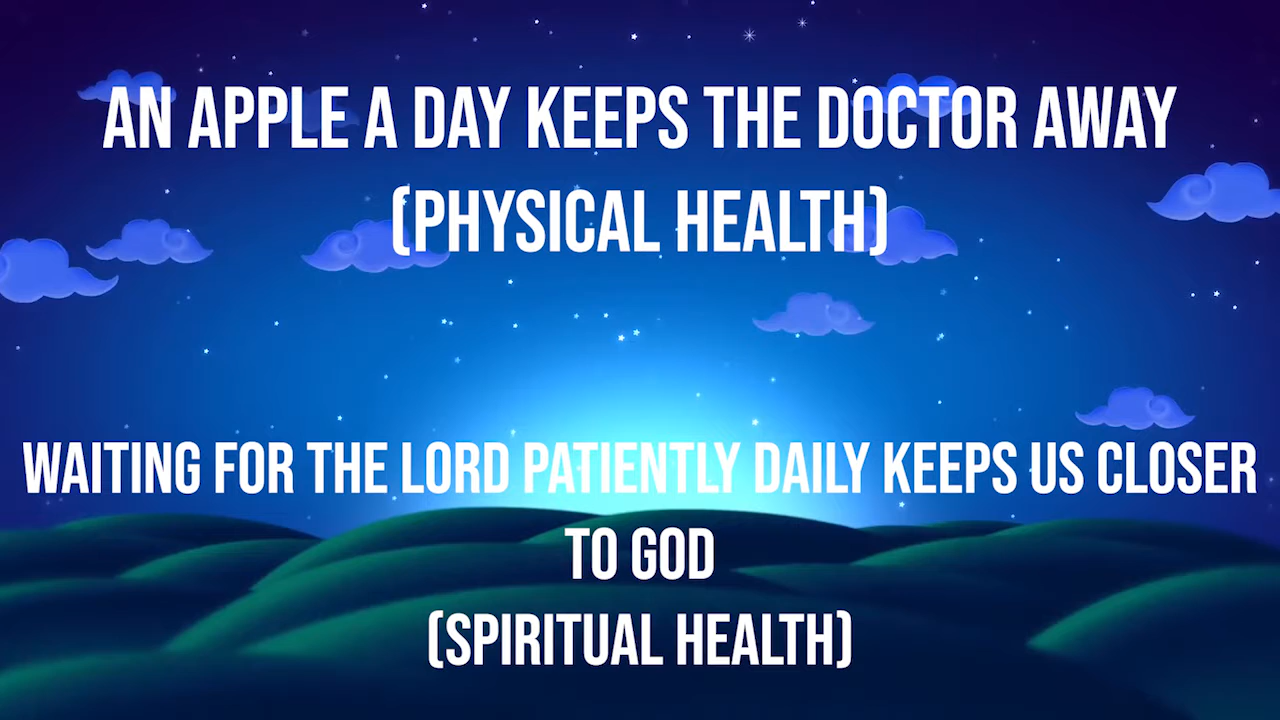 AN APPLE A DAY KEEPS THE DOCTOR AWAY
(PHYSICAL HEALTH)
WAITING FOR THE LORD PATIENTLY DAILY KEEPS US CLOSER
TO GOD
(SPIRITUAL HEALTH)